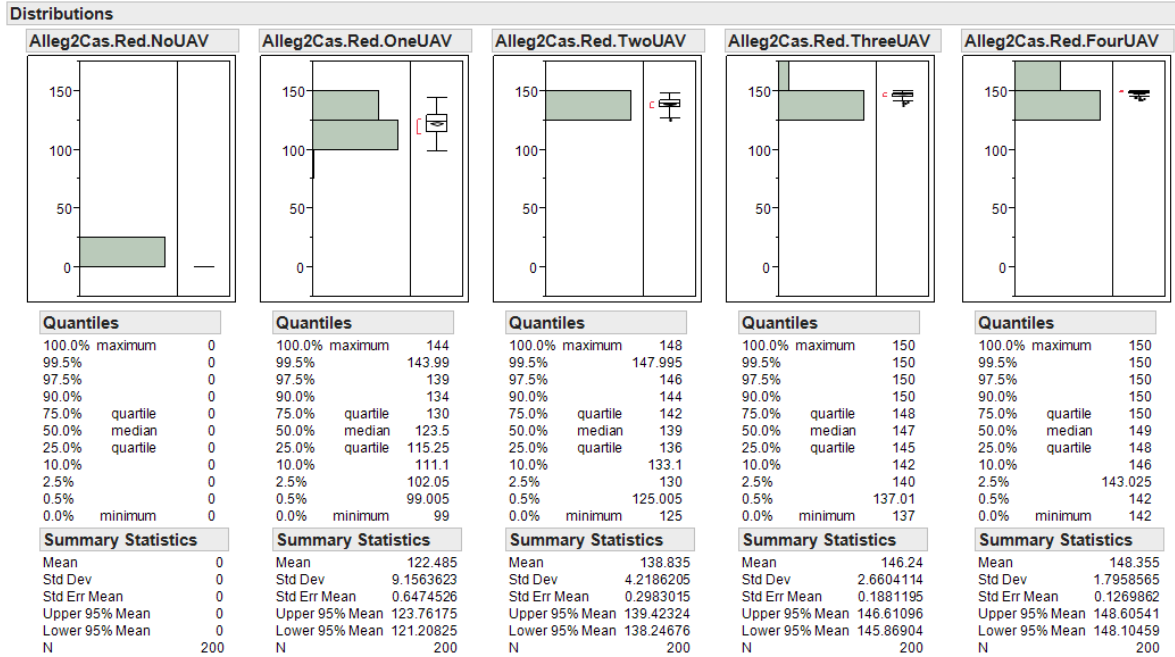 Distributions
Alleg2Cas.Red.NoUAV
150
100
50
0
Quantiles
100.0% maximum 0
99.5% 0
97.5% 0
90.0% 0
75.0% quartile 0
50.0% median 0
25.0% quartile 0
10.0% 0
2.5% 0
0.5% 0
0.0% minimum 0
Summary Statistics
Mean 0
Std Dev 0
Std Err Mean 0
Upper 95% Mean 0
Lower 95% Mean 0
N 200
Alleg2Cas.Red.OneUAV
150
100
50
0
Quantiles
100.0% maximum 144
99.5% 143.99
97.5% 139
90.0% 134
75.0% quartile 130
50.0% median 123.5
25.0% quartile 115.25
10.0% 111.1
2.5% 102.05
0.5% 99.005
0.0% minimum 99
Summary Statistics
Mean 122.485
Std Dev 9.1563623
Std Err Mean 0.6474526
Upper 95% Mean 123.76175
Lower 95% Mean 121.20825
N 200
Alleg2Cas.Red.TwoUAV
150
100
50
0
Quantiles
100.0% maximum 148
99.5% 147.995
97.5% 146
90.0% 144
75.0% quartile 142
50.0% median 139
25.0% quartile 136
10.0% 133.1
2.5% 130
0.5% 125.005
0.0% minimum 125
Summary Statistics
Mean 138.835
Std Dev 4.2186205
Std Err Mean 0.2983015
Upper 95% Mean 139.42324
Lower 95% Mean 138.24676
N 200
Alleg2Cas.Red.ThreeUAV
150
100
50
0
Quantiles
100.0% maximum 150
99.5% 150
97.5% 150
90.0% 150
75.0% quartile 148
50.0% median 147
25.0% quartile 145
10.0% 142
2.5% 140
0.5% 137.01
0.0% minimum 137
Summary Statistics
Mean 146.24
Std Dev 2.6604114
Std Err Mean 0.1881195
Upper 95% Mean 146.61096
Lower 95% Mean 145.86904
N 200
Alleg2Cas.Red.FourUAV
150
100
50
0
Quantiles
100.0% maximum 150
99.5% 150
97.5% 150
90.0% 150
75.0% quartile 150
50.0% median 149
25.0% quartile 148
10.0% 146
2.5% 143.025
0.5% 142
0.0% minimum 142
Summary Statistics
Mean 148.355
Std Dev 1.7958565
Std Err Mean 0.1269862
Upper 95% Mean 148.60541
Lower 95% Mean 148.10459
N 200